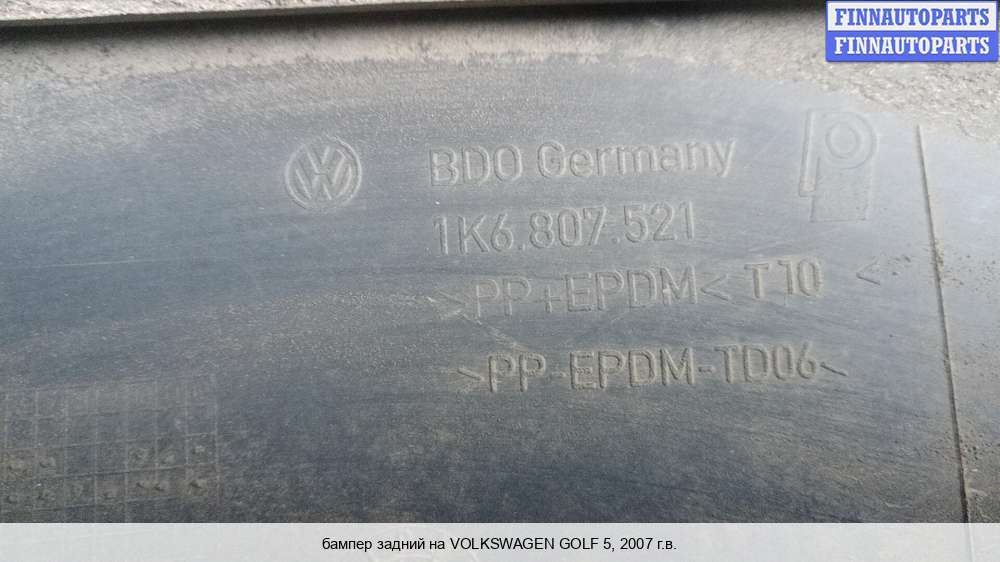 FINNAUTOPARTS
FINNAUTOPARTS
BDO Germany
1K6.807.521
>PP+EPDM< T10 <
>PP-EPDM-TD06<
бампер задний на VOLKSWAGEN GOLF 5, 2007 г.в.